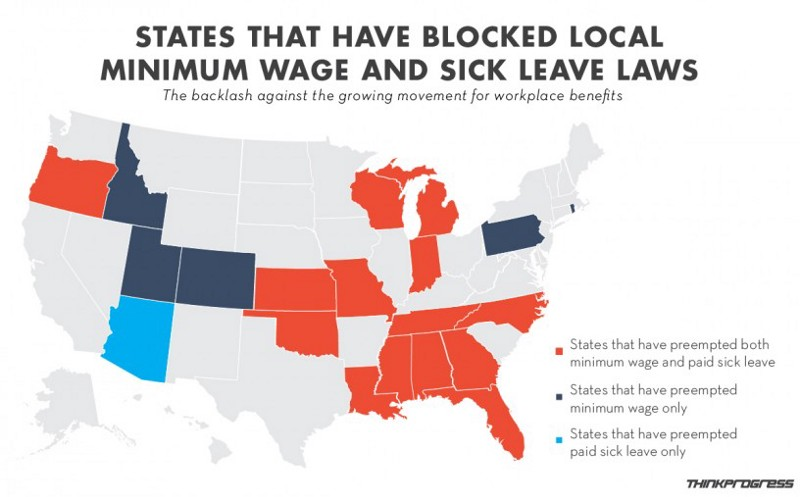 STATES THAT HAVE BLOCKED LOCAL
MINIMUM WAGE AND SICK LEAVE LAWS
The backlash against the growing movement for workplace benefits
States that have preempted both
minimum wage and paid sick leave
States that have preempted
minimum wage only
States that have preempted
paid sick leave only
THINKPROGRESS